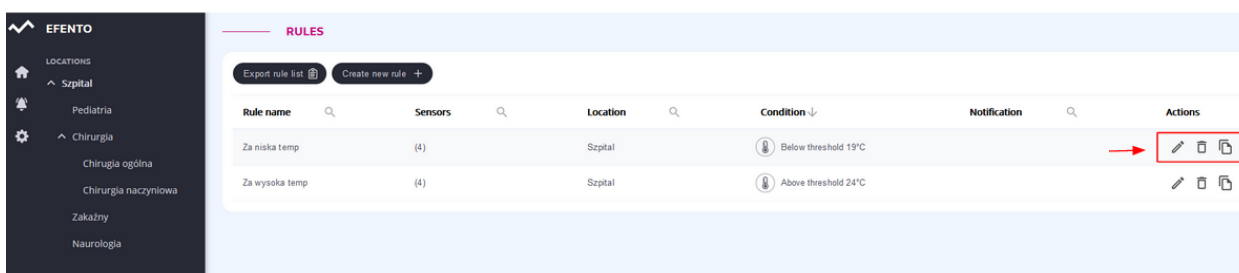 EFENTO
LOCATIONS
Szpital
Pediatria
Chirurgia
Chirugia ogólna
Chirurgia naczyniowa
Zakaźny
Naurologia
RULES
Export rule list Create new rule +
Rule name Sensors Location Condition Notification Actions
Za niska temp (4) Szpital Below threshold 19°C
Za wysoka temp (4) Szpital Above threshold 24°C